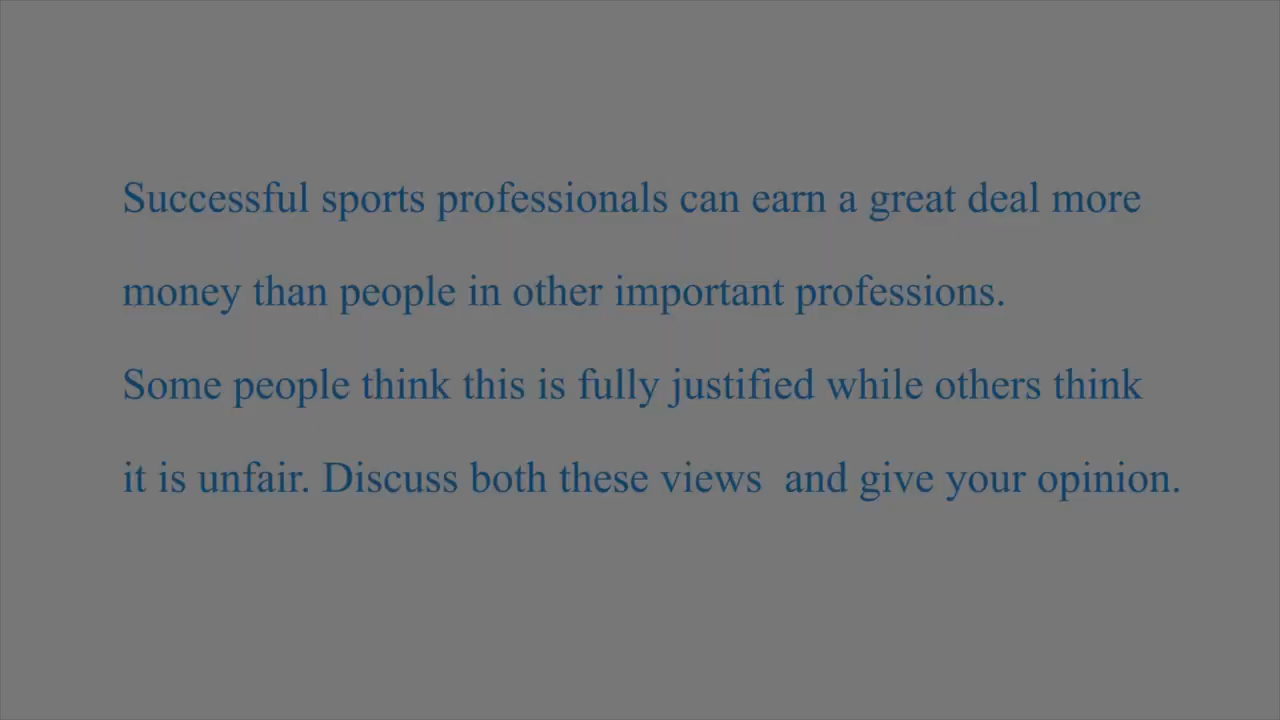 Successful sports professionals can earn a great deal more
money than people in other important professions.
Some people think this is fully justified while others think
it is unfair. Discuss both these views  and give your opinion.